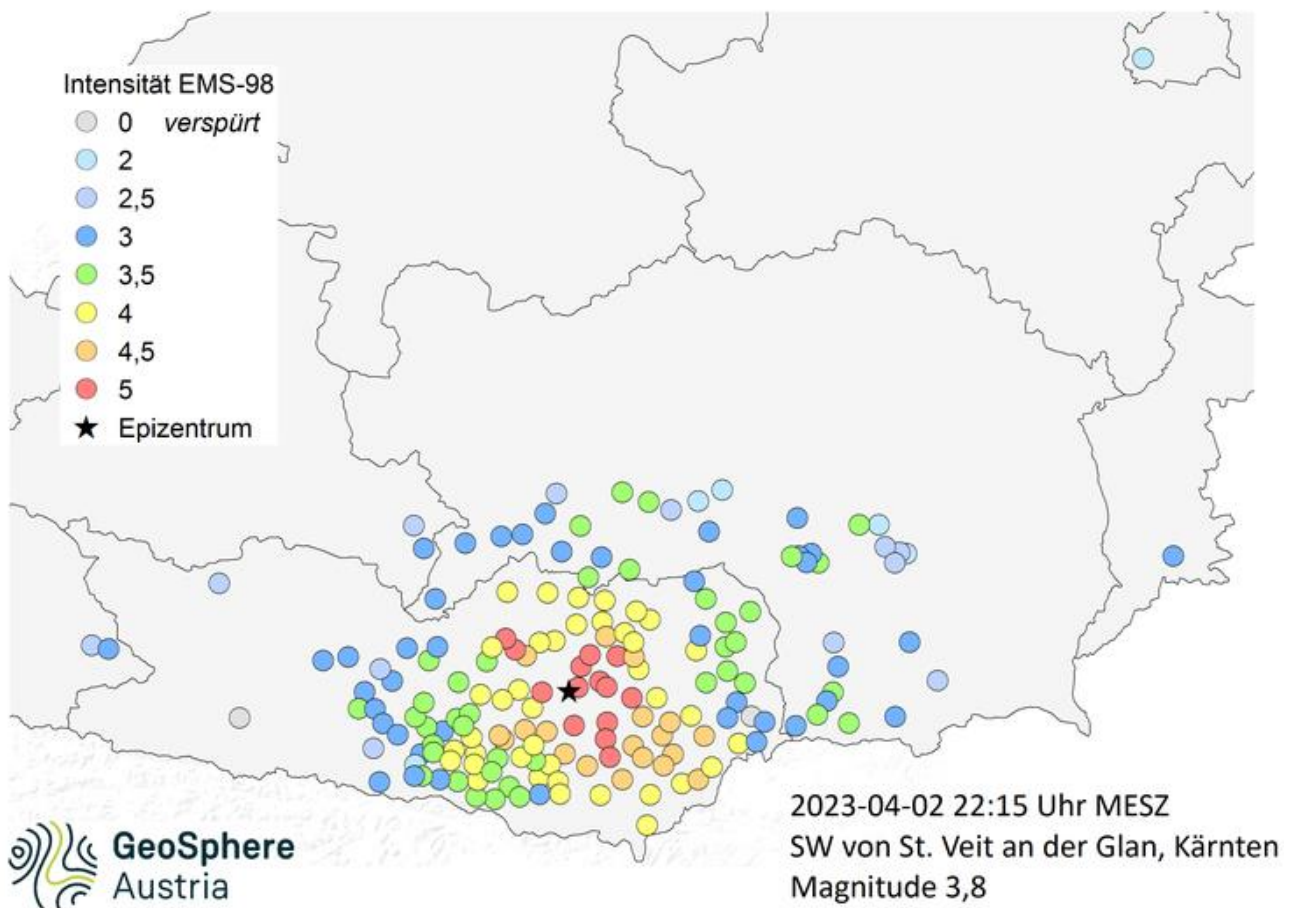 Intensität EMS-98
0 verspürt
2
2,5
3
3,5
4
4,5
5
Epizentrum
GeoSphere
Austria
2023-04-02 22:15 Uhr MESZ
SW von St. Veit an der Glan, Kärnten
Magnitude 3,8